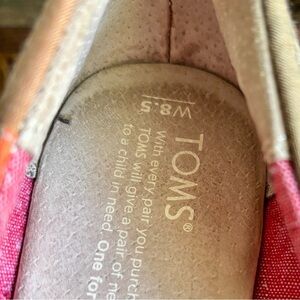 W8.5
TOMS®
With every pair you purch
TOMS will give a pair of ne
to a child in need. One for